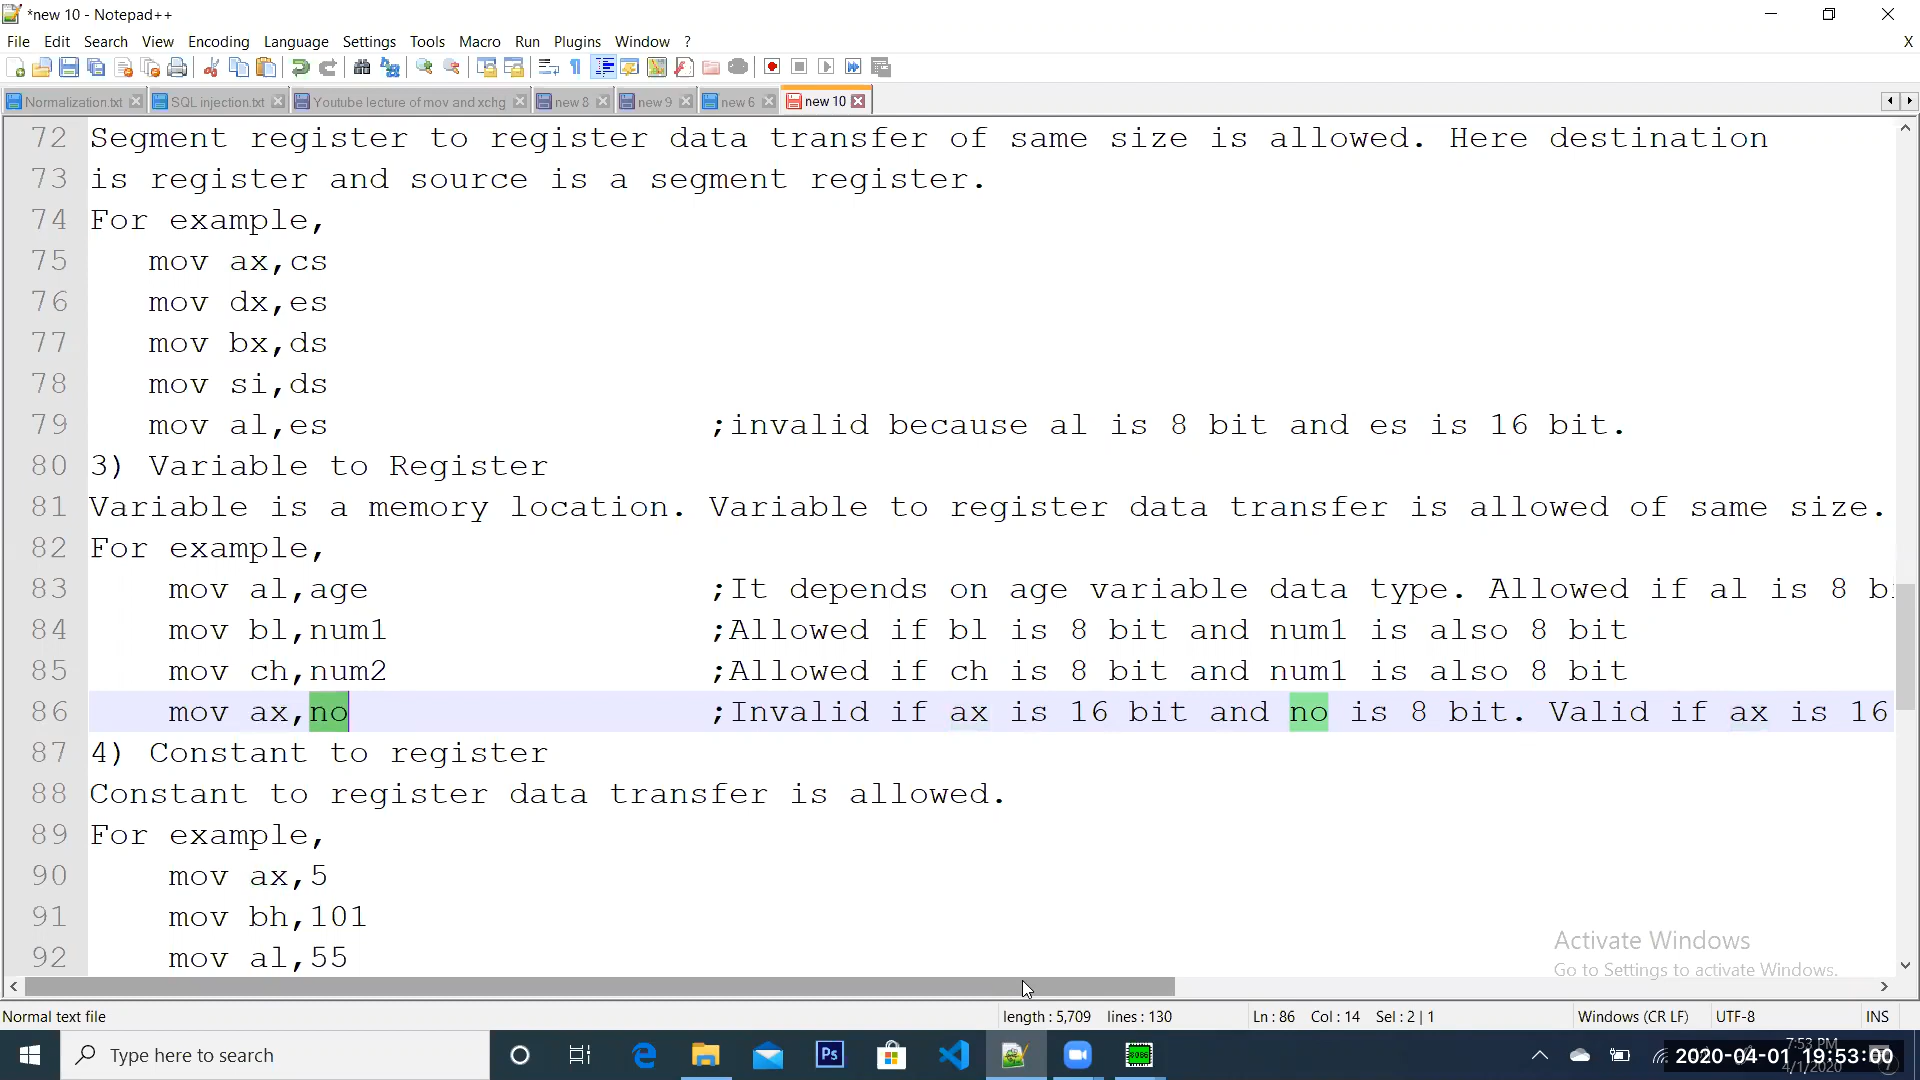 *new 10 - Notepad++
File Edit Search View Encoding Language Settings Tools Macro Run Plugins Window ? X
Normalization.txt SQL injection.txt Youtube lecture of mov and xchg new 8 new 9 new 6 new 10
72 Segment register to register data transfer of same size is allowed. Here destination
73 is register and source is a segment register.
74 For example,
75 mov ax,cs
76 mov dx,es
77 mov bx,ds
78 mov si,ds
79 mov al,es ;invalid because al is 8 bit and es is 16 bit.
80 3) Variable to Register
81 Variable is a memory location. Variable to register data transfer is allowed of same size.
82 For example,
83 mov al,age ;It depends on age variable data type. Allowed if al is 8 b
84 mov bl,num1 ;Allowed if bl is 8 bit and num1 is also 8 bit
85 mov ch,num2 ;Allowed if ch is 8 bit and num1 is also 8 bit
86 mov ax,no ;Invalid if ax is 16 bit and no is 8 bit. Valid if ax is 16
87 4) Constant to register
88 Constant to register data transfer is allowed.
89 For example,
90 mov ax,5
91 mov bh,101
92 mov al,55
Activate Windows
Go to Settings to activate Windows.
Normal text file length : 5,709 lines : 130 Ln : 86 Col : 14 Sel : 2 | 1 Windows (CR LF) UTF-8 INS
Type here to search
Ps
8086
7:53 PM
2020-04-01 19:53:00
4/1/2020